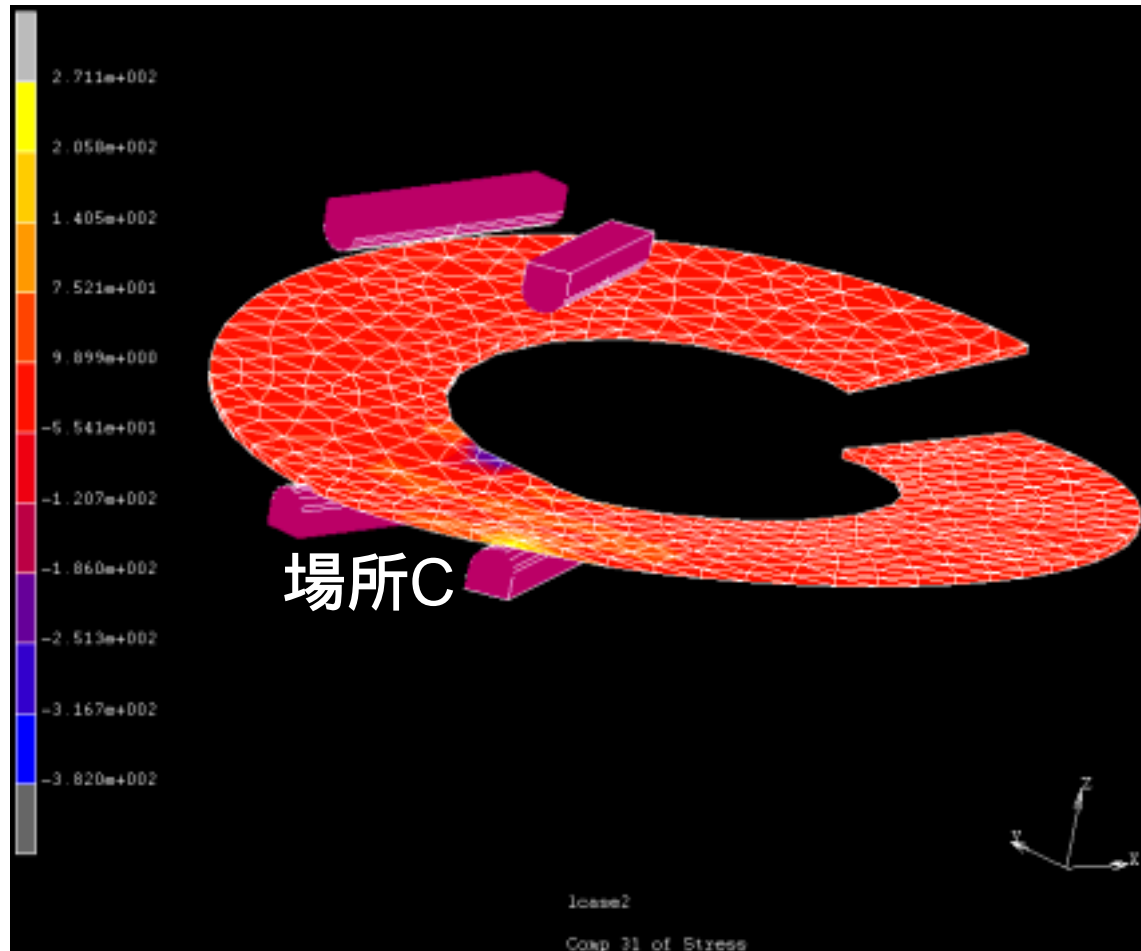 2.711e+002
2.058e+002
1.405e+002
7.521e+001
9.899e+000
-5.541e+001
-1.207e+002
-1.860e+002
-2.513e+002
-3.167e+002
-3.820e+002
場所C
Z
Y
X
lcase2
Comp 31 of Stress